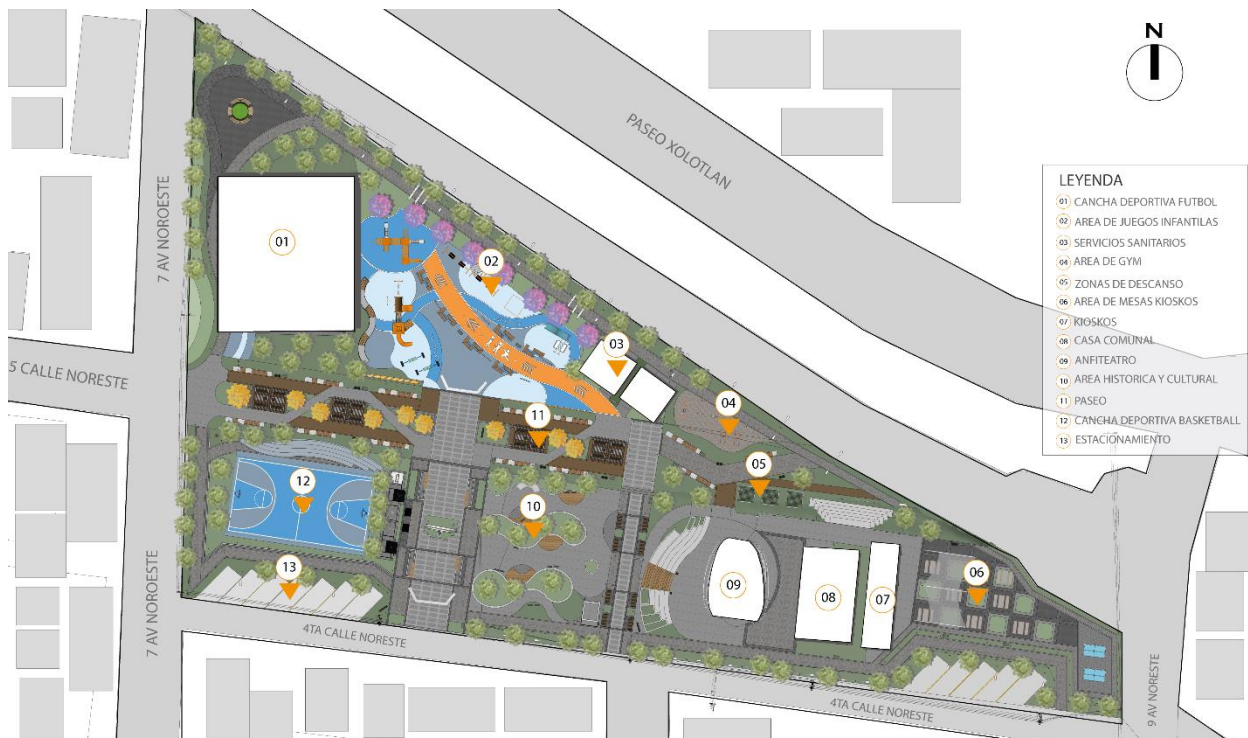 N
PASEO XOLOTLAN
LEYENDA
01 CANCHA DEPORTIVA FUTBOL
02 AREA DE JUEGOS INFANTILAS
03 SERVICIOS SANITARIOS
04 AREA DE GYM
05 ZONAS DE DESCANSO
06 AREA DE MESAS KIOSKOS
07 KIOSKOS
08 CASA COMUNAL
09 ANFITEATRO
10 AREA HISTORICA Y CULTURAL
11 PASEO
12 CANCHA DEPORTIVA BASKETBALL
13 ESTACIONAMIENTO
7 AV NOROESTE
01
02
03
5 CALLE NORESTE
04
11
05
12
10
06
13
09
08
07
7 AV NOROESTE
4TA CALLE NORESTE
4TA CALLE NORESTE
9 AV NORESTE